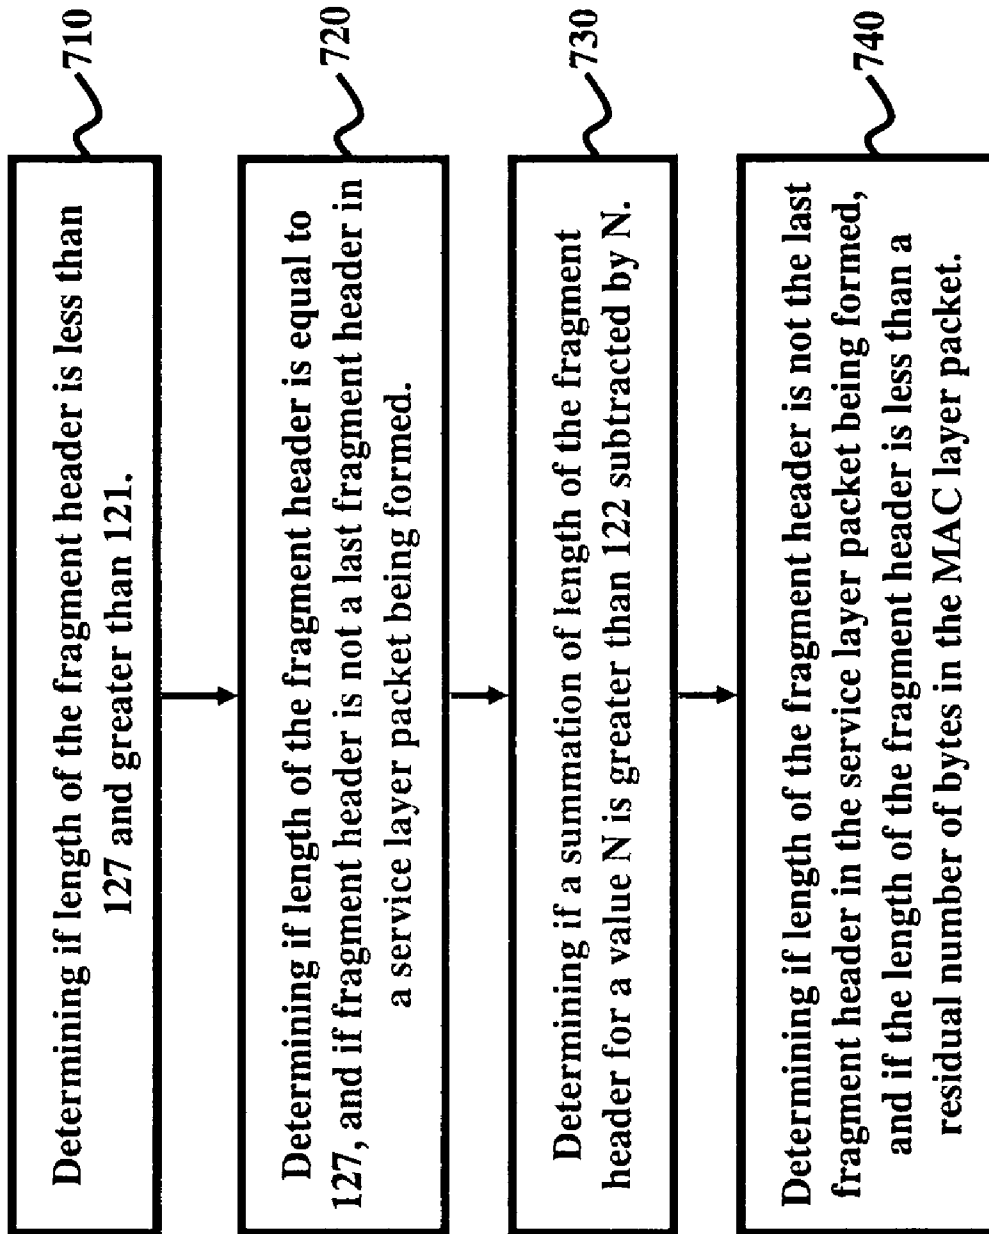 Determining if length of the fragment header is less than
127 and greater than 121.
710
Determining if length of the fragment header is equal to
127, and if fragment header is not a last fragment header in
a service layer packet being formed.
720
Determining if a summation of length of the fragment
header for a value N is greater than 122 subtracted by N.
730
Determining if length of the fragment header is not the last
fragment header in the service layer packet being formed,
and if the length of the fragment header is less than a
residual number of bytes in the MAC layer packet.
740